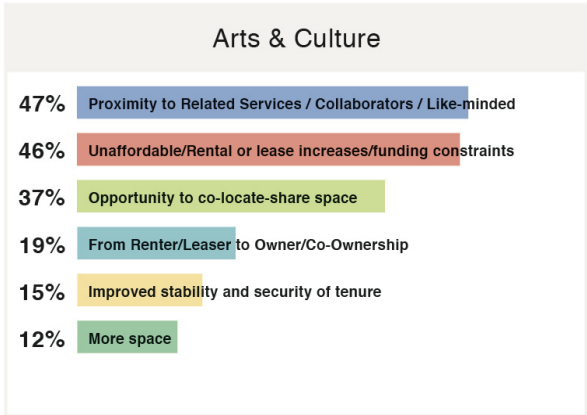 Arts & Culture
47% Proximity to Related Services / Collaborators / Like-minded
46% Unaffordable/Rental or lease increases/funding constraints
37% Opportunity to co-locate-share space
19% From Renter/Leaser to Owner/Co-Ownership
15% Improved stability and security of tenure
12% More space